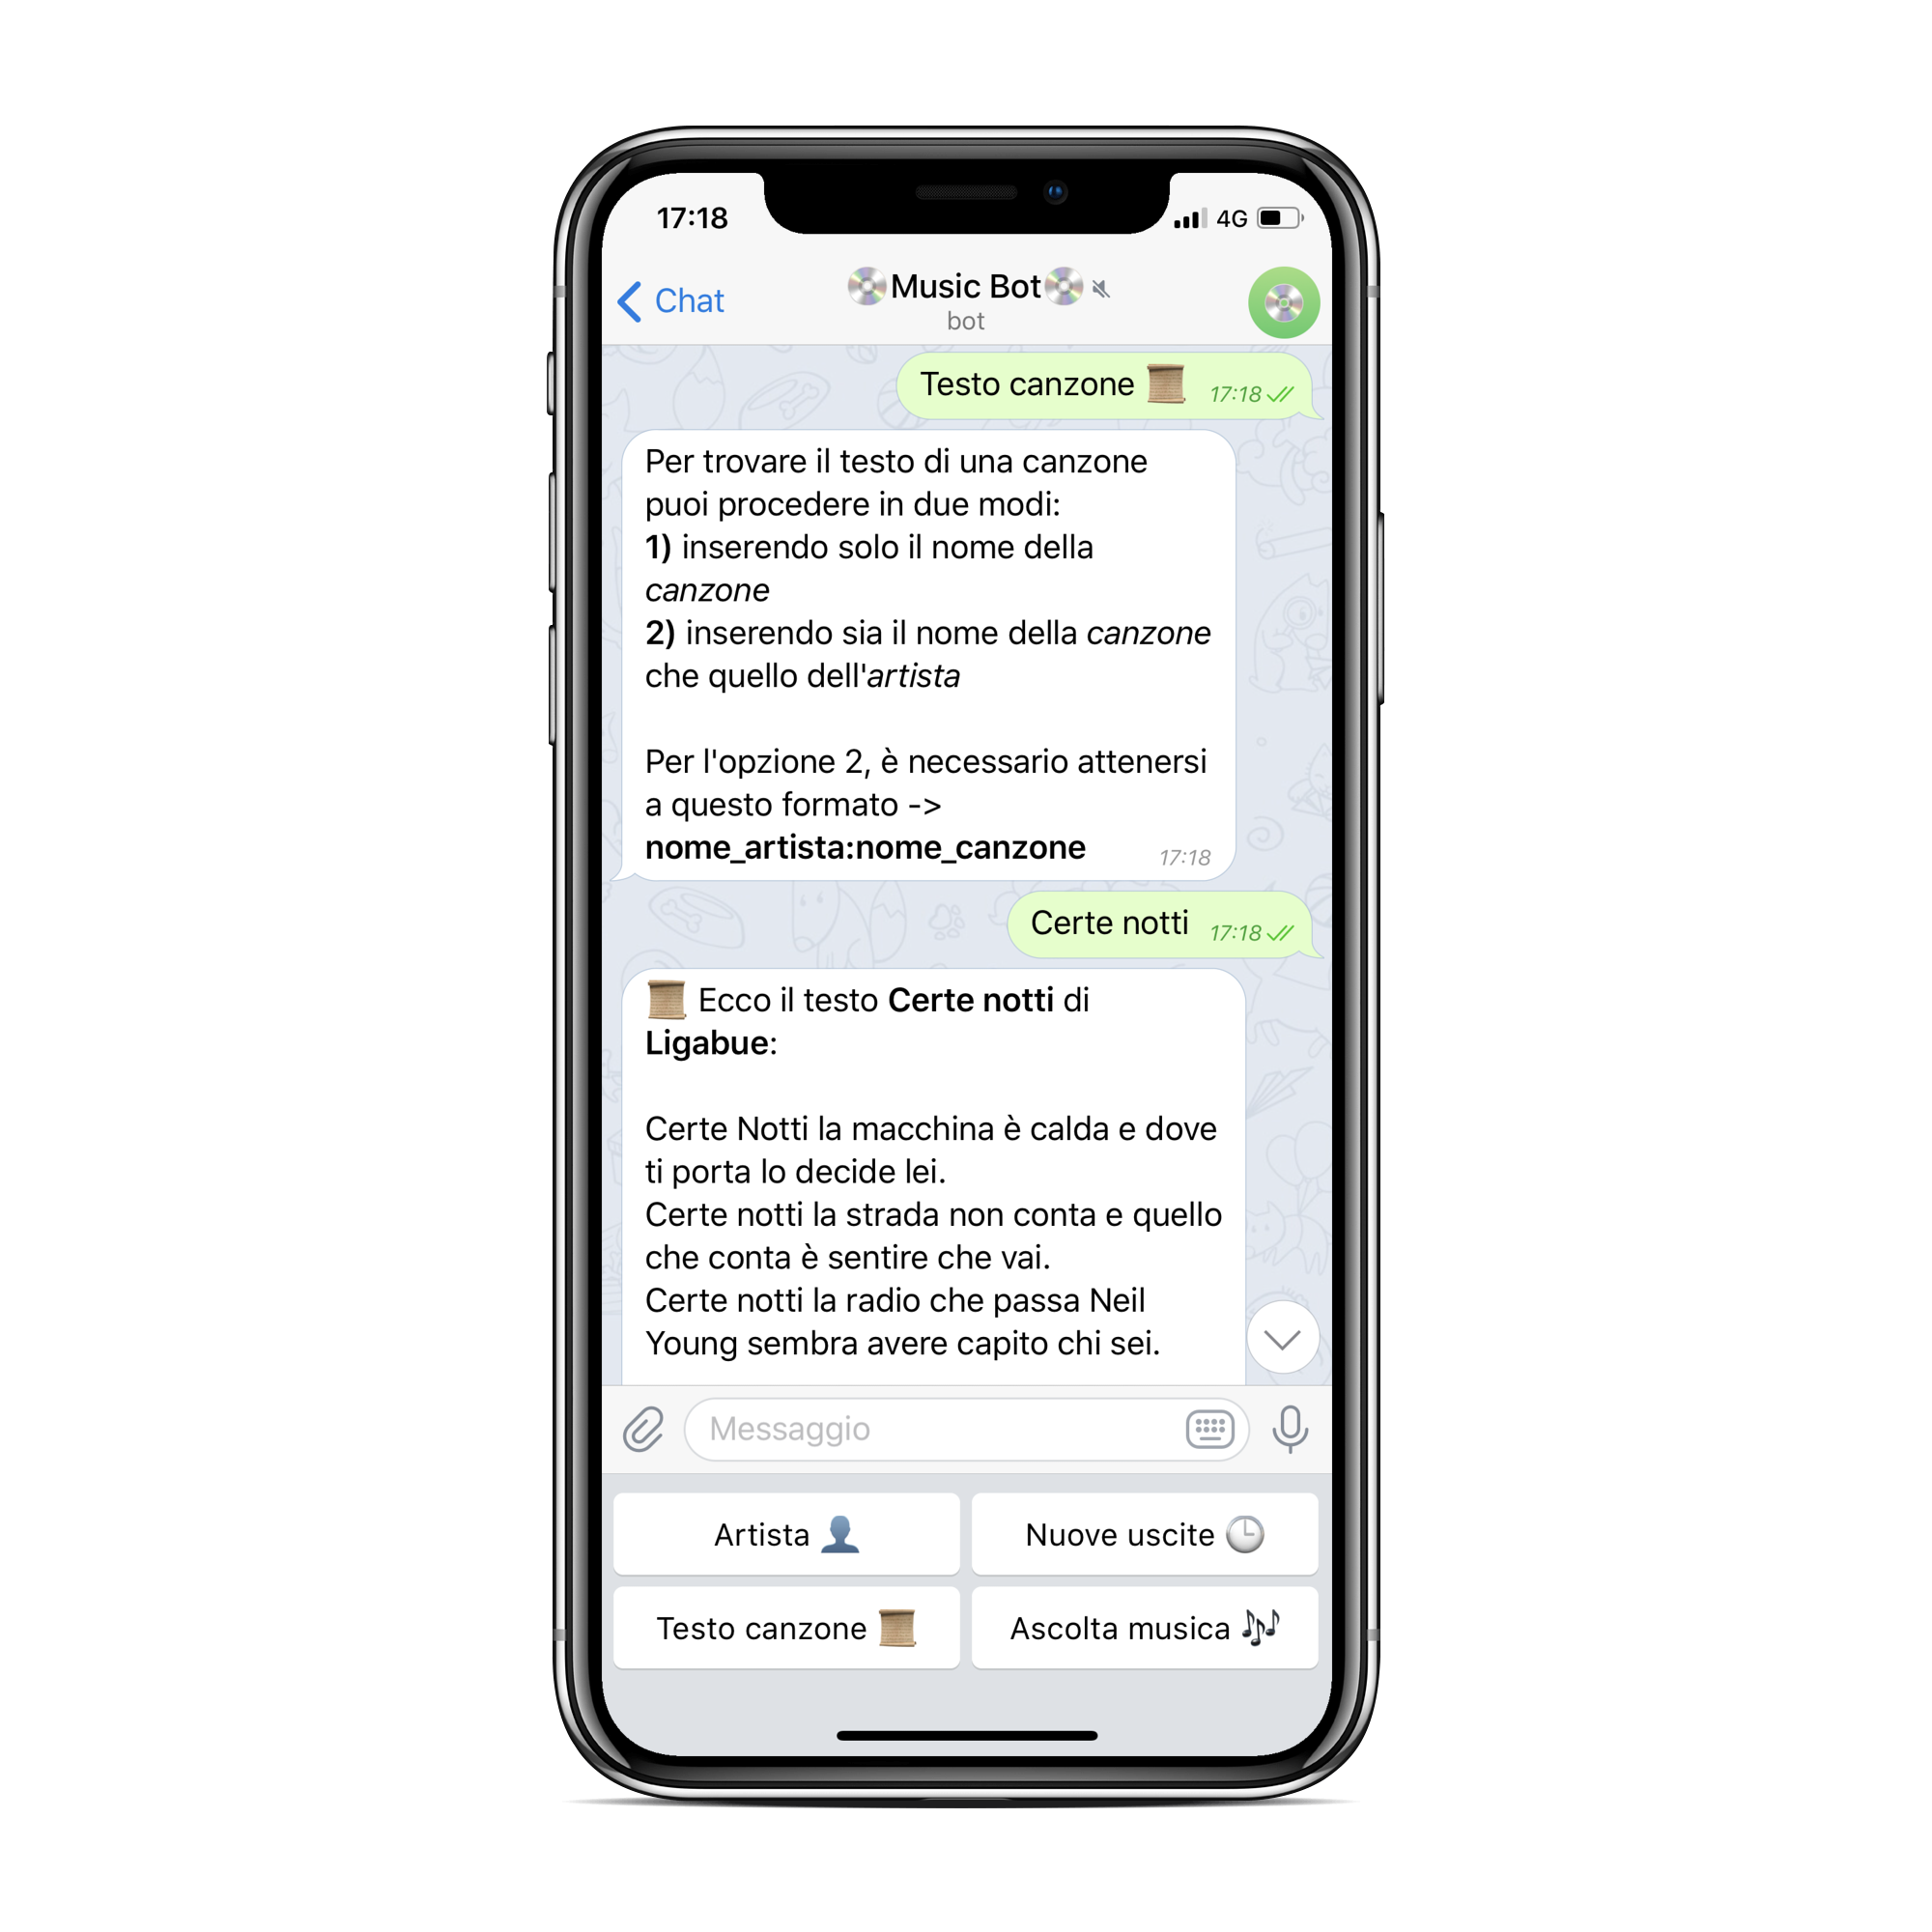 17:18
4G
Chat
💿Music Bot💿
bot
Testo canzone 📜 17:18
Per trovare il testo di una canzone
puoi procedere in due modi:
1) inserendo solo il nome della
canzone
2) inserendo sia il nome della canzone
che quello dell'artista
Per l'opzione 2, è necessario attenersi
a questo formato ->
nome_artista:nome_canzone 17:18
Certe notti 17:18
📜 Ecco il testo Certe notti di
Ligabue:
Certe Notti la macchina è calda e dove
ti porta lo decide lei.
Certe notti la strada non conta e quello
che conta è sentire che vai.
Certe notti la radio che passa Neil
Young sembra avere capito chi sei.
Messaggio
Artista 👤
Nuove uscite 🕒
Testo canzone 📜
Ascolta musica 🎶